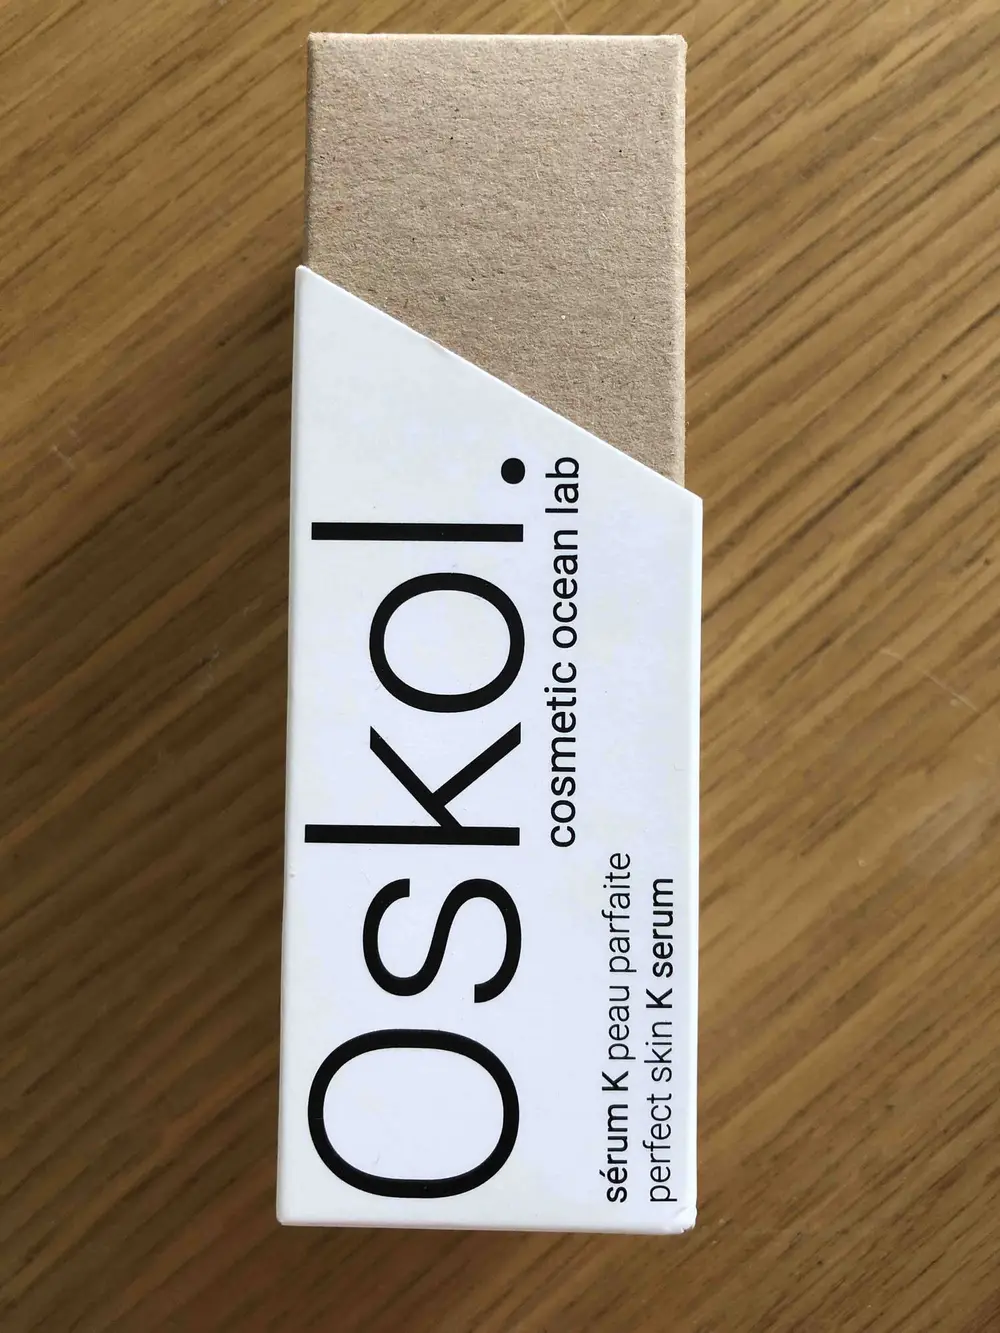 Oskol.
cosmetic ocean lab
sérum K peau parfaite
perfect skin K serum